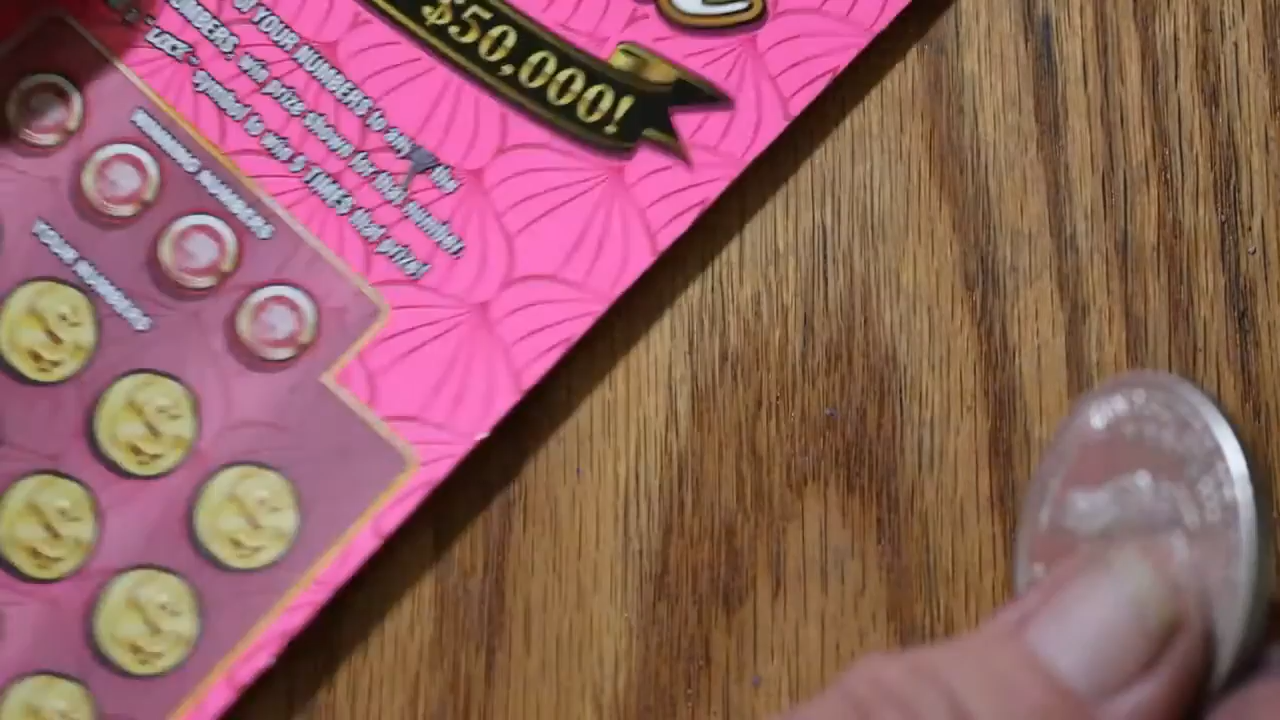 $50,000!
YOUR NUMBERS to any the
NUMBERS, win prize shown for that number.
symbol to win 5 TIMES that prize!
WINNING NUMBERS
YOUR NUMBERS